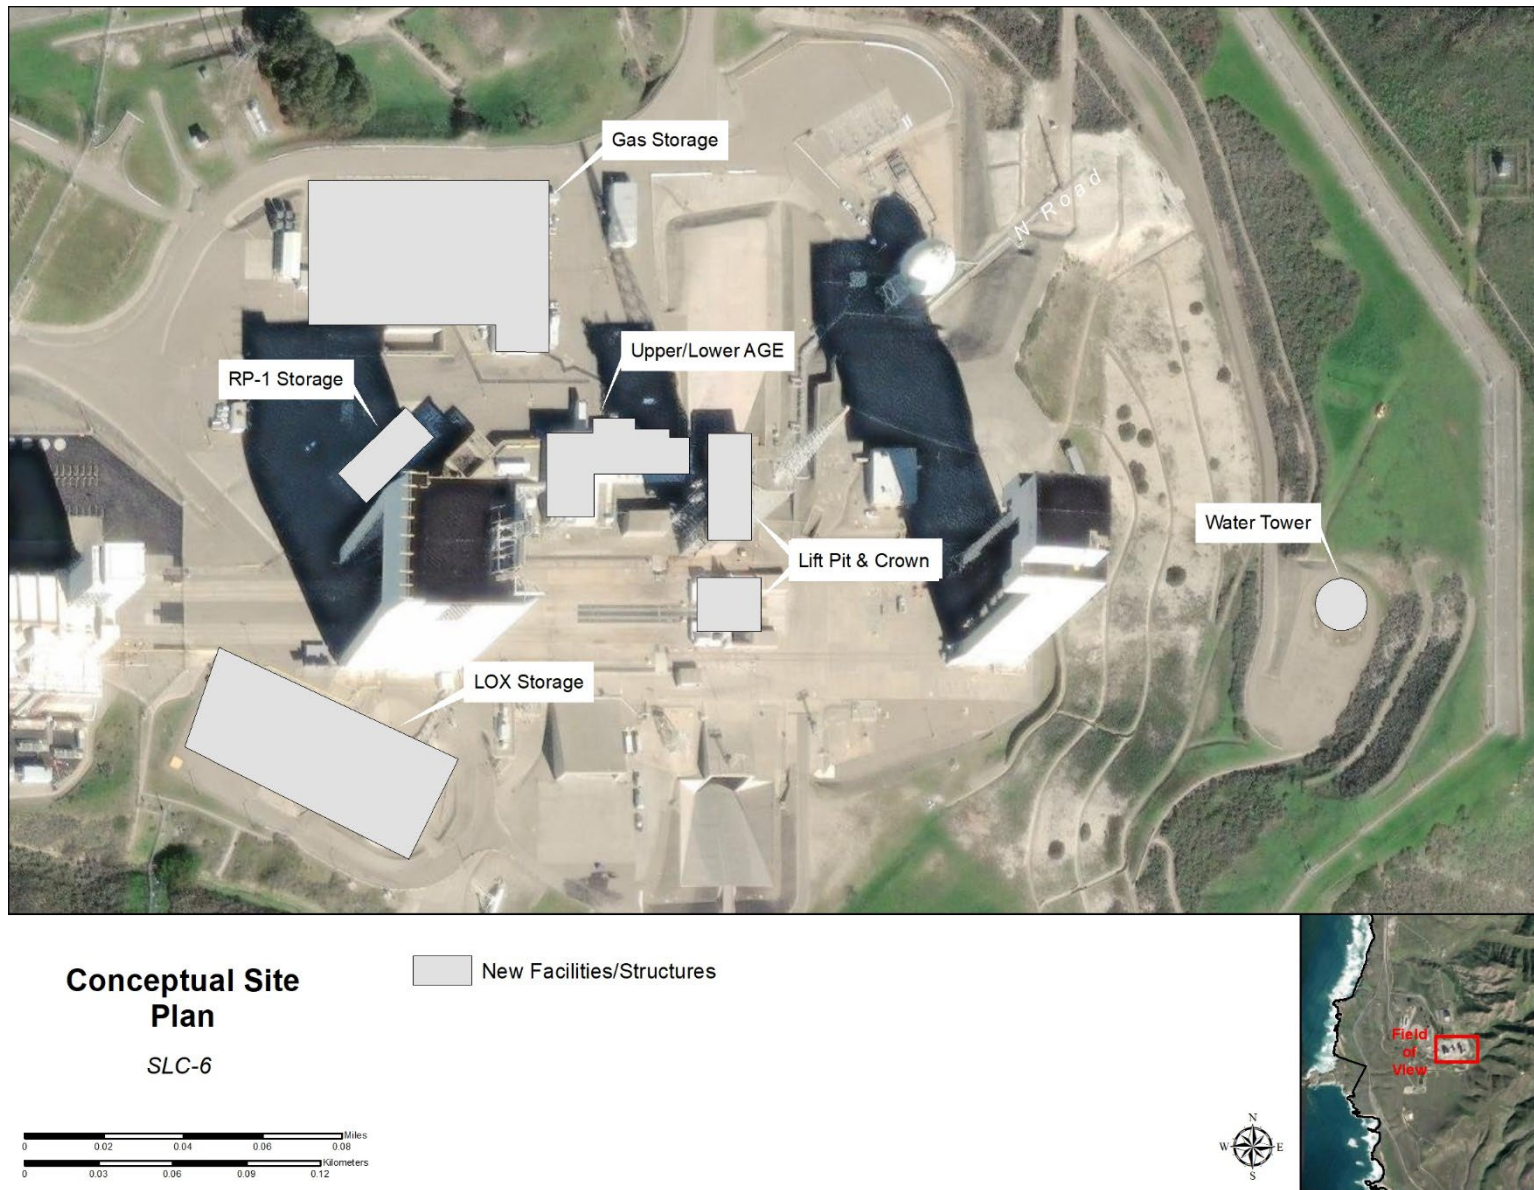 Gas Storage
N Road
Upper/Lower AGE
RP-1 Storage
Water Tower
Lift Pit & Crown
LOX Storage
Conceptual Site
Plan
SLC-6
New Facilities/Structures
Field
of
View
Miles
0 0.02 0.04 0.06 0.08
Kilometers
0 0.03 0.06 0.09 0.12
N
W E
S